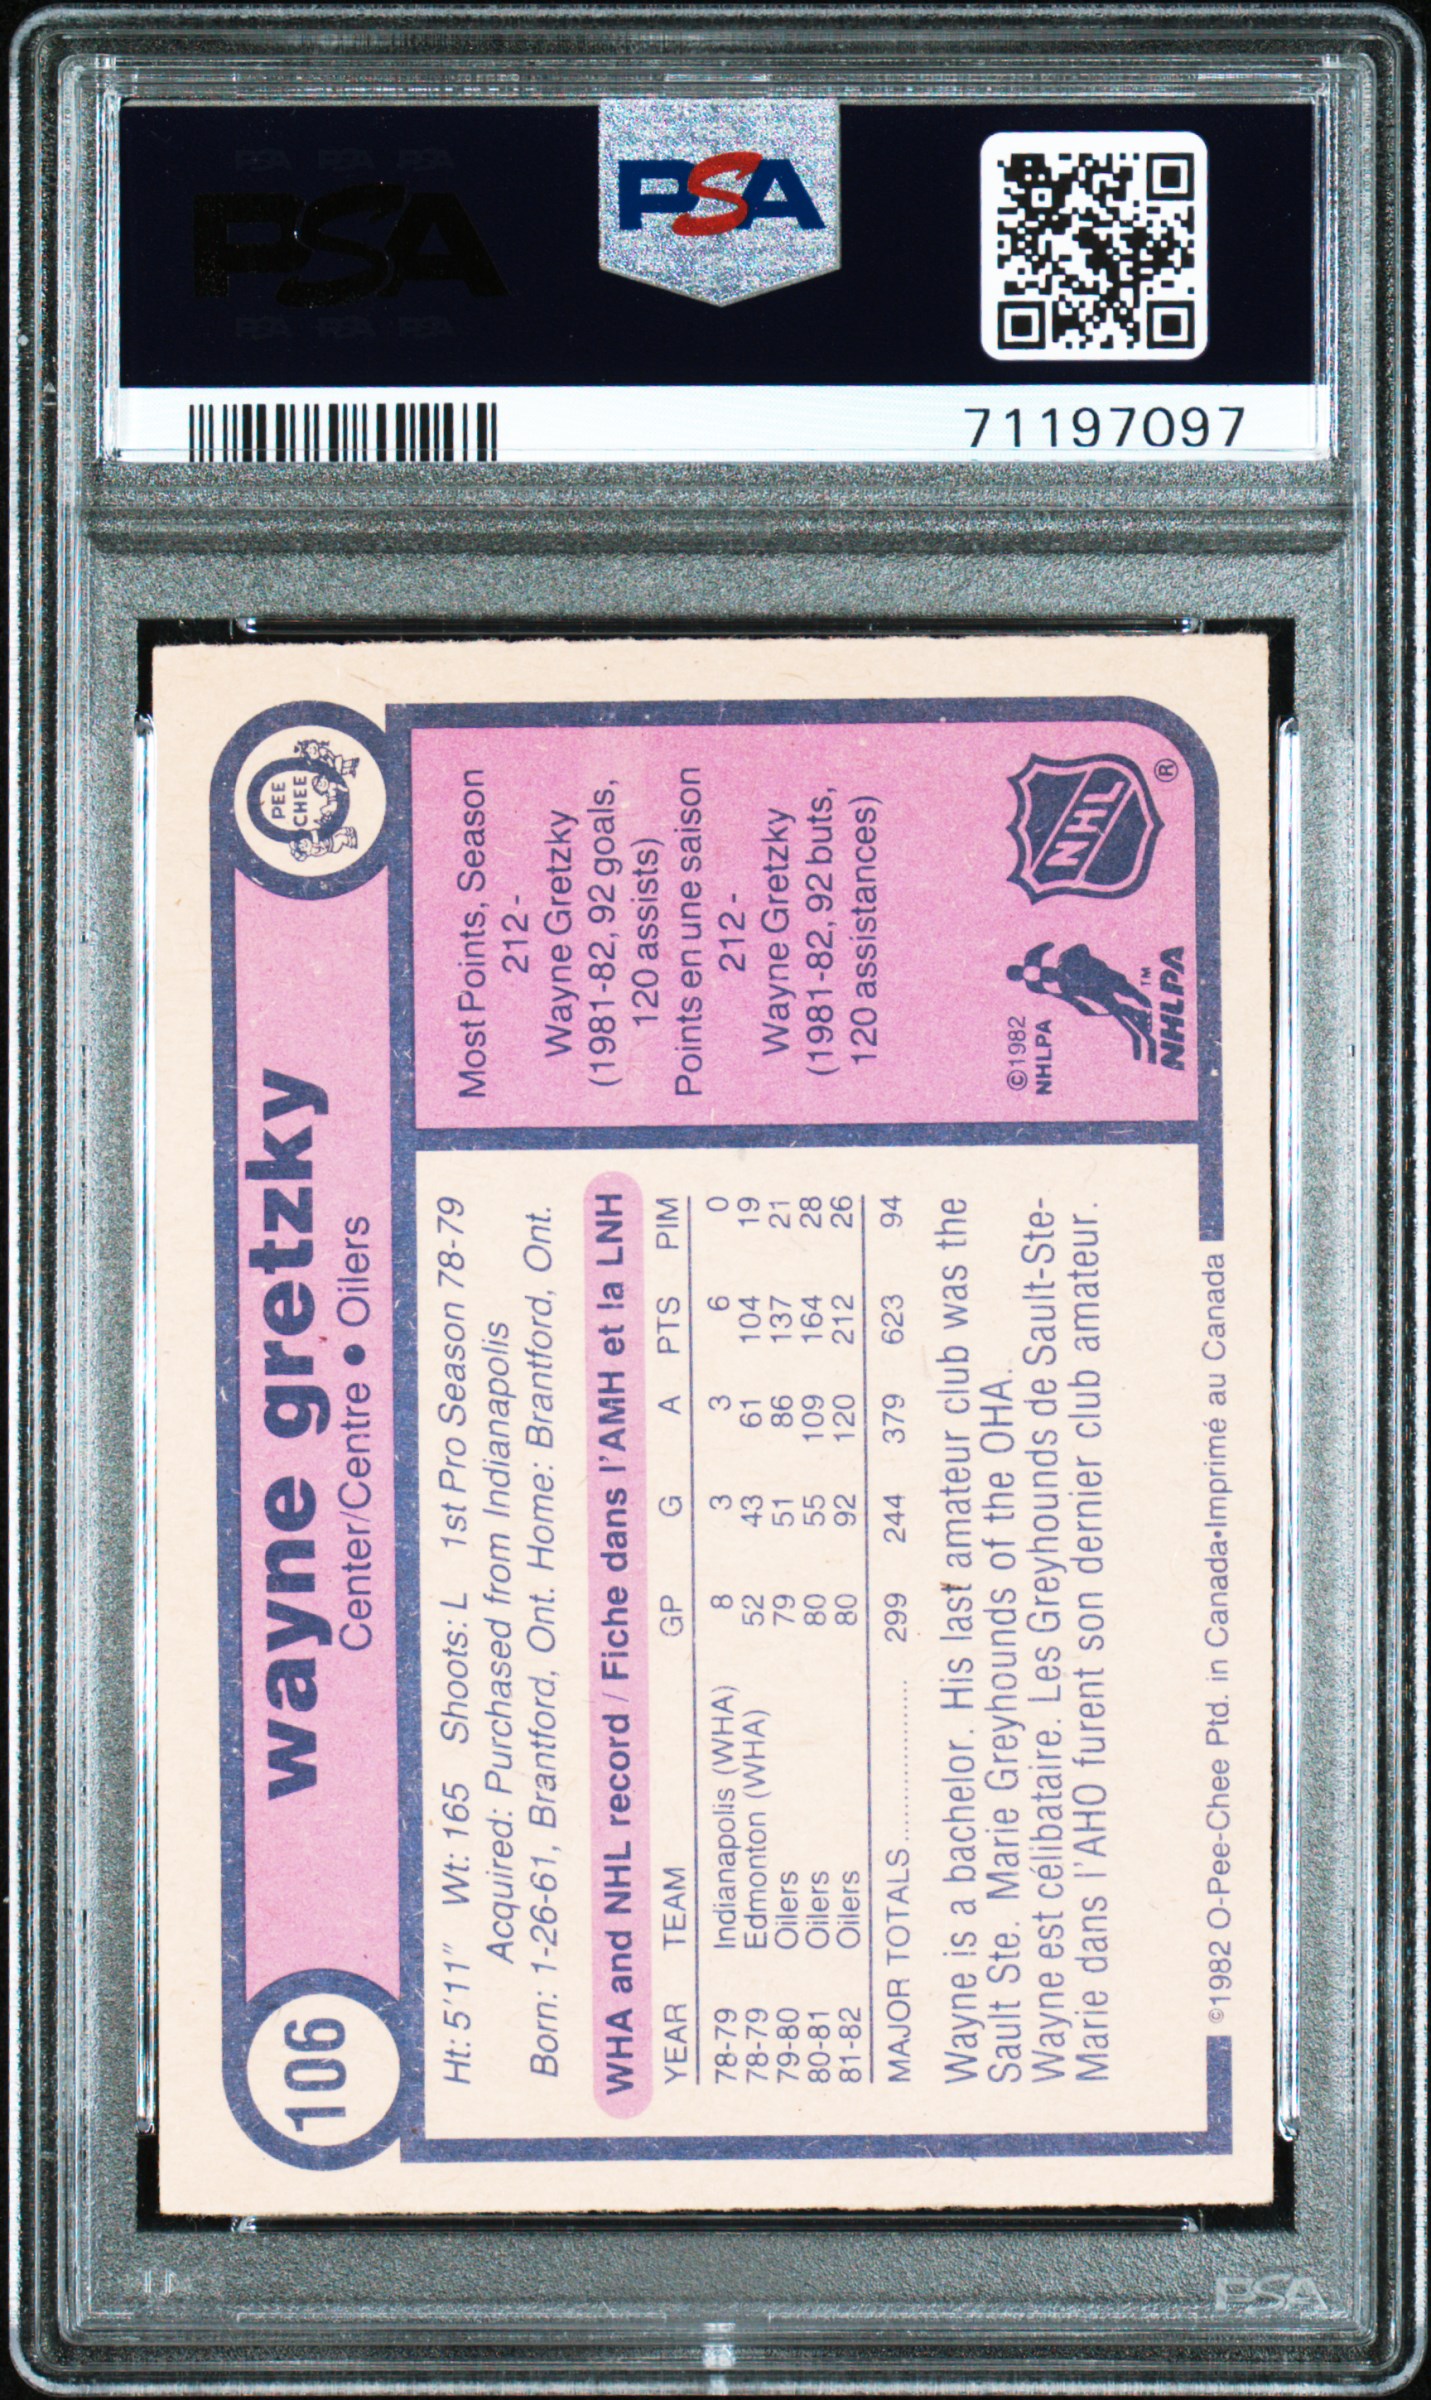 PSA PSA PSA
PSA
PSA PSA PSA
PSA
71197097
106
wayne gretzky
Center/Centre • Oilers
O
PEE
CHEE
Ht: 5'11" Wt: 165 Shoots: L 1st Pro Season 78-79
Acquired: Purchased from Indianapolis
Born: 1-26-61, Brantford, Ont. Home: Brantford, Ont.
WHA and NHL record / Fiche dans l'AMH et la LNH
YEAR TEAM GP G A PTS PIM
78-79 Indianapolis (WHA) 8 3 3 6 0
78-79 Edmonton (WHA) 52 43 61 104 19
79-80 Oilers 79 51 86 137 21
80-81 Oilers 80 55 109 164 28
81-82 Oilers 80 92 120 212 26
MAJOR TOTALS .................... 299 244 379 623 94
Wayne is a bachelor. His last amateur club was the
Sault Ste. Marie Greyhounds of the OHA.
Wayne est célibataire. Les Greyhounds de Sault-Ste-
Marie dans l'AHO furent son dernier club amateur.
©1982 O-Pee-Chee Ptd. in Canada•Imprimé au Canada
Most Points, Season
212 -
Wayne Gretzky
(1981-82, 92 goals,
120 assists)
Points en une saison
212 -
Wayne Gretzky
(1981-82, 92 buts,
120 assistances)
©1982
NHLPA
TM
NHLPA
NHL
®
PSA